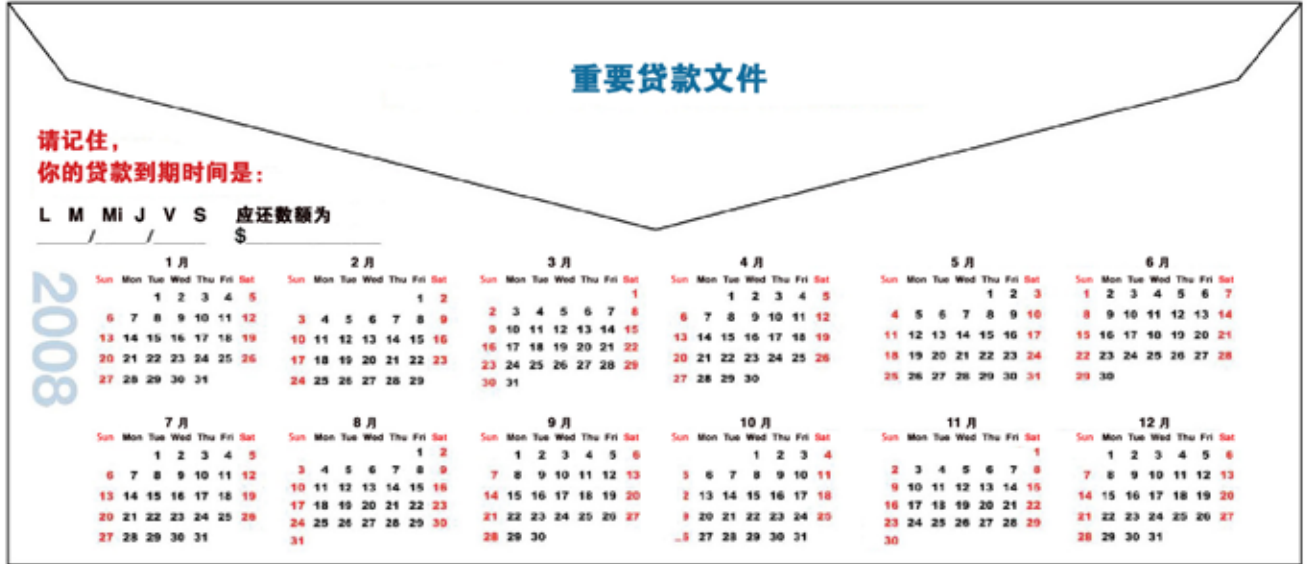 重要贷款文件
请记住，
你的贷款到期时间是：
L M Mi J V S 应还数额为
_____/_____/_____ $_____________
2008
1 月
Sun Mon Tue Wed Thu Fri Sat
1 2 3 4 5
6 7 8 9 10 11 12
13 14 15 16 17 18 19
20 21 22 23 24 25 26
27 28 29 30 31
2 月
Sun Mon Tue Wed Thu Fri Sat
1 2
3 4 5 6 7 8 9
10 11 12 13 14 15 16
17 18 19 20 21 22 23
24 25 26 27 28 29
3 月
Sun Mon Tue Wed Thu Fri Sat
1
2 3 4 5 6 7 8
9 10 11 12 13 14 15
16 17 18 19 20 21 22
23 24 25 26 27 28 29
30 31
4 月
Sun Mon Tue Wed Thu Fri Sat
1 2 3 4 5
6 7 8 9 10 11 12
13 14 15 16 17 18 19
20 21 22 23 24 25 26
27 28 29 30
5 月
Sun Mon Tue Wed Thu Fri Sat
1 2 3
4 5 6 7 8 9 10
11 12 13 14 15 16 17
18 19 20 21 22 23 24
25 26 27 28 29 30 31
6 月
Sun Mon Tue Wed Thu Fri Sat
1 2 3 4 5 6 7
8 9 10 11 12 13 14
15 16 17 18 19 20 21
22 23 24 25 26 27 28
29 30
7 月
Sun Mon Tue Wed Thu Fri Sat
1 2 3 4 5
6 7 8 9 10 11 12
13 14 15 16 17 18 19
20 21 22 23 24 25 26
27 28 29 30 31
8 月
Sun Mon Tue Wed Thu Fri Sat
1 2
3 4 5 6 7 8 9
10 11 12 13 14 15 16
17 18 19 20 21 22 23
24 25 26 27 28 29 30
31
9 月
Sun Mon Tue Wed Thu Fri Sat
1 2 3 4 5 6
7 8 9 10 11 12 13
14 15 16 17 18 19 20
21 22 23 24 25 26 27
28 29 30
10 月
Sun Mon Tue Wed Thu Fri Sat
1 2 3 4
5 6 7 8 9 10 11
2 13 14 15 16 17 18
20 21 22 23 24 25
27 28 29 30 31
11 月
Sun Mon Tue Wed Thu Fri Sat
1
2 3 4 5 6 7 8
9 10 11 12 13 14 15
16 17 18 19 20 21 22
23 24 25 26 27 28 29
30
12 月
Sun Mon Tue Wed Thu Fri Sat
1 2 3 4 5 6
7 8 9 10 11 12 13
14 15 16 17 18 19 20
21 22 23 24 25 26 27
28 29 30 31